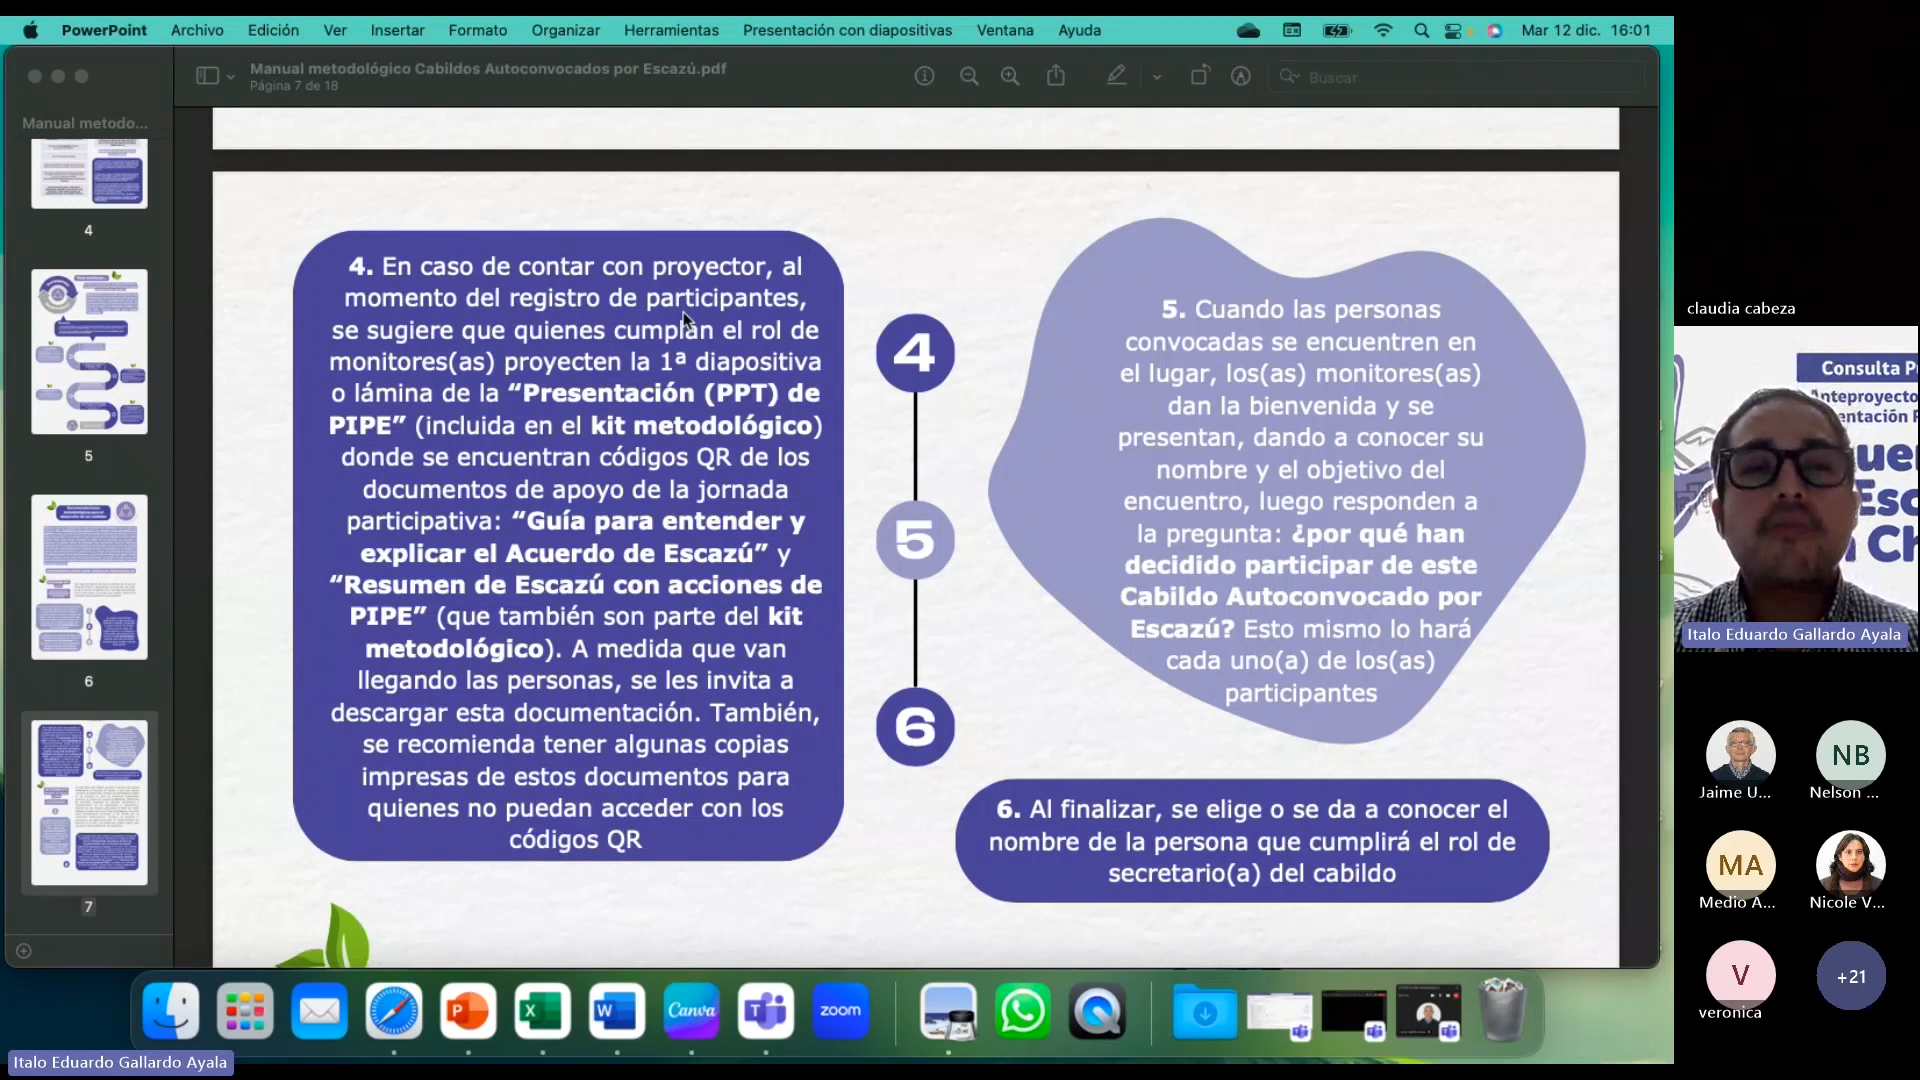 PowerPoint Archivo Edición Ver Insertar Formato Organizar Herramientas Presentación con diapositivas Ventana Ayuda
Mar 12 dic. 16:01
Manual metodológico Cabildos Autoconvocados por Escazú.pdf
Página 7 de 18
Buscar
Manual metodo...
4
5
6
7
4. En caso de contar con proyector, al
momento del registro de participantes,
se sugiere que quienes cumplan el rol de
monitores(as) proyecten la 1ª diapositiva
o lámina de la “Presentación (PPT) de
PIPE” (incluida en el kit metodológico)
donde se encuentran códigos QR de los
documentos de apoyo de la jornada
participativa: “Guía para entender y
explicar el Acuerdo de Escazú” y
“Resumen de Escazú con acciones de
PIPE” (que también son parte del kit
metodológico). A medida que van
llegando las personas, se les invita a
descargar esta documentación. También,
se recomienda tener algunas copias
impresas de estos documentos para
quienes no puedan acceder con los
códigos QR
4
5
6
5. Cuando las personas
convocadas se encuentren en
el lugar, los(as) monitores(as)
dan la bienvenida y se
presentan, dando a conocer su
nombre y el objetivo del
encuentro, luego responden a
la pregunta: ¿por qué han
decidido participar de este
Cabildo Autoconvocado por
Escazú? Esto mismo lo hará
cada uno(a) de los(as)
participantes
6. Al finalizar, se elige o se da a conocer el
nombre de la persona que cumplirá el rol de
secretario(a) del cabildo
Canva
zoom
Italo Eduardo Gallardo Ayala
claudia cabeza
Consulta P
Anteproyecto
Italo Eduardo Gallardo Ayala
Jaime U...
NB
Nelson ...
MA
Medio A...
Nicole V...
V
veronica
+21